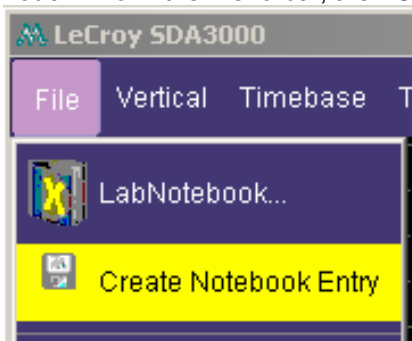 LeCroy SDA3000
File Vertical Timebase T
LabNotebook...
Create Notebook Entry